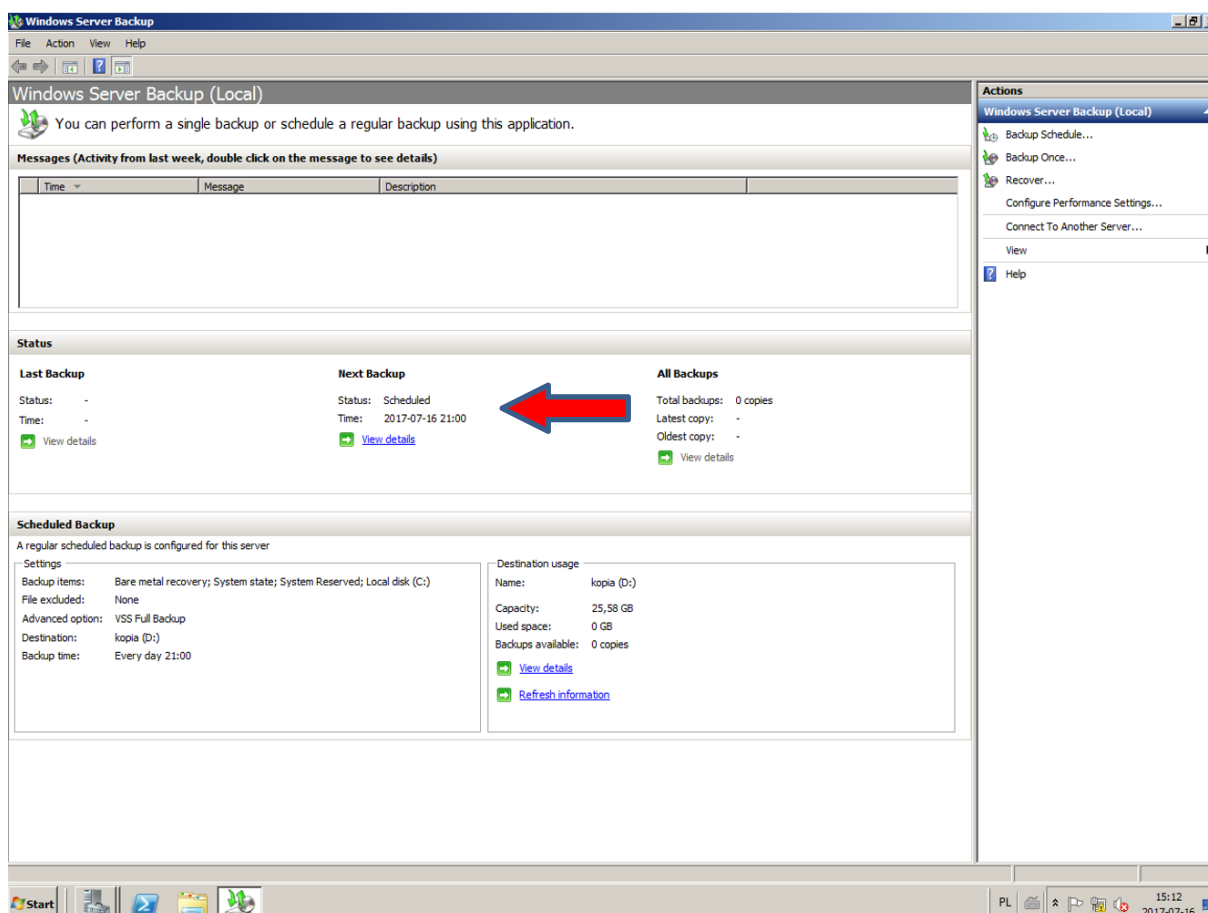 Windows Server Backup
File Action View Help
Windows Server Backup (Local)
You can perform a single backup or schedule a regular backup using this application.
Messages (Activity from last week, double click on the message to see details)
Time Message Description
Status
Last Backup
Status: -
Time: -
View details
Next Backup
Status: Scheduled
Time: 2017-07-16 21:00
View details
All Backups
Total backups: 0 copies
Latest copy: -
Oldest copy: -
View details
Scheduled Backup
A regular scheduled backup is configured for this server
Settings
Backup items: Bare metal recovery; System state; System Reserved; Local disk (C:)
File excluded: None
Advanced option: VSS Full Backup
Destination: kopia (D:)
Backup time: Every day 21:00
Destination usage
Name: kopia (D:)
Capacity: 25,58 GB
Used space: 0 GB
Backups available: 0 copies
View details
Refresh information
Actions
Windows Server Backup (Local)
Backup Schedule...
Backup Once...
Recover...
Configure Performance Settings...
Connect To Another Server...
View
Help
Start
PL
15:12
2017-07-16